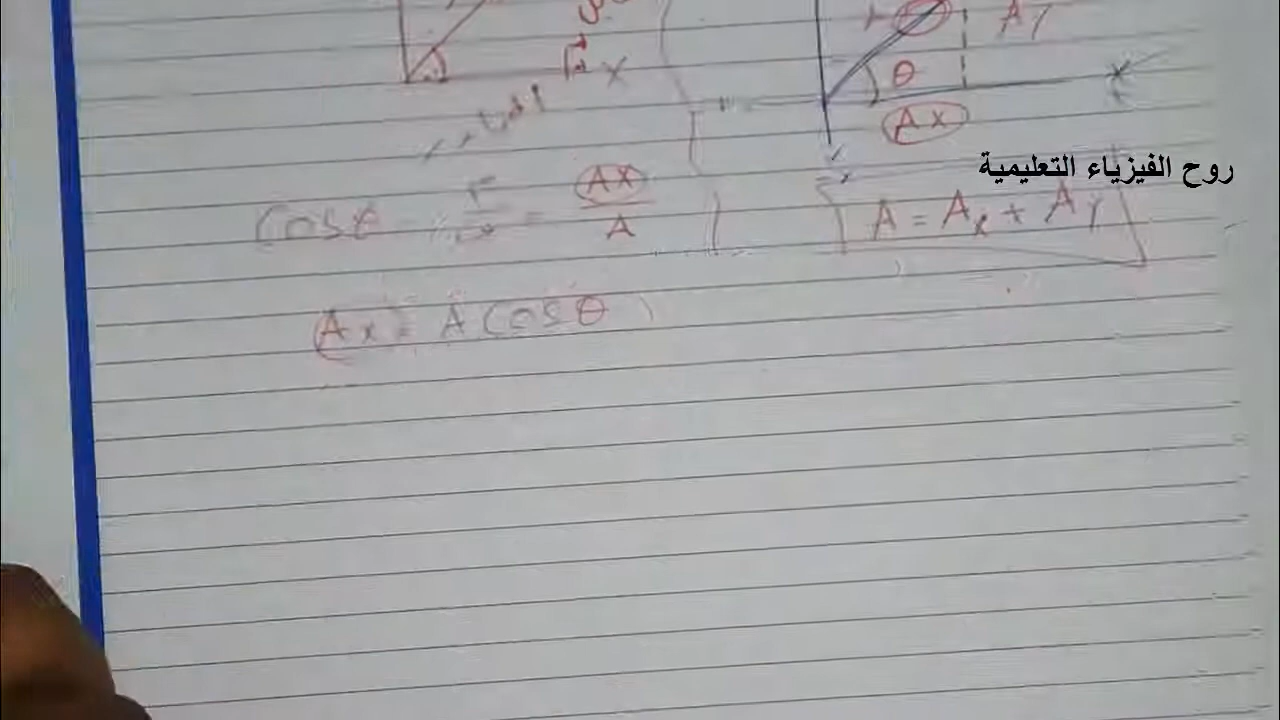 Ay
x
θ
Ax
روح الفيزياء التعليمية
Cosθ = Ax / A
A = Ax + Ay
Ax = A Cosθ